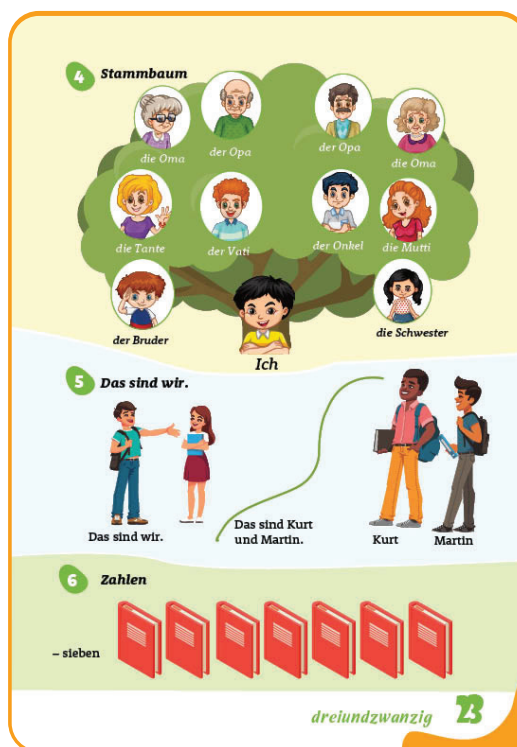 4 Stammbaum
die Oma
der Opa
der Opa
die Oma
die Tante
der Vati
der Onkel
die Mutti
der Bruder
Ich
die Schwester
5 Das sind wir.
Das sind wir.
Das sind Kurt
und Martin.
Kurt
Martin
6 Zahlen
– sieben
dreiundzwanzig 23